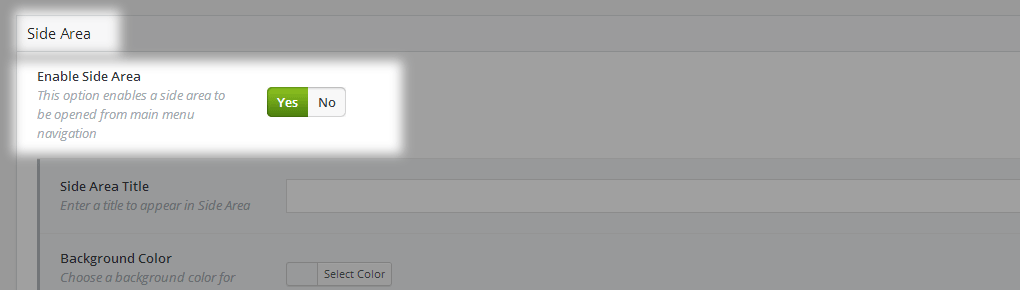 Side Area
Enable Side Area
This option enables a side area to
be opened from main menu
navigation
Yes No
Side Area Title
Enter a title to appear in Side Area
Background Color
Choose a background color for
Select Color